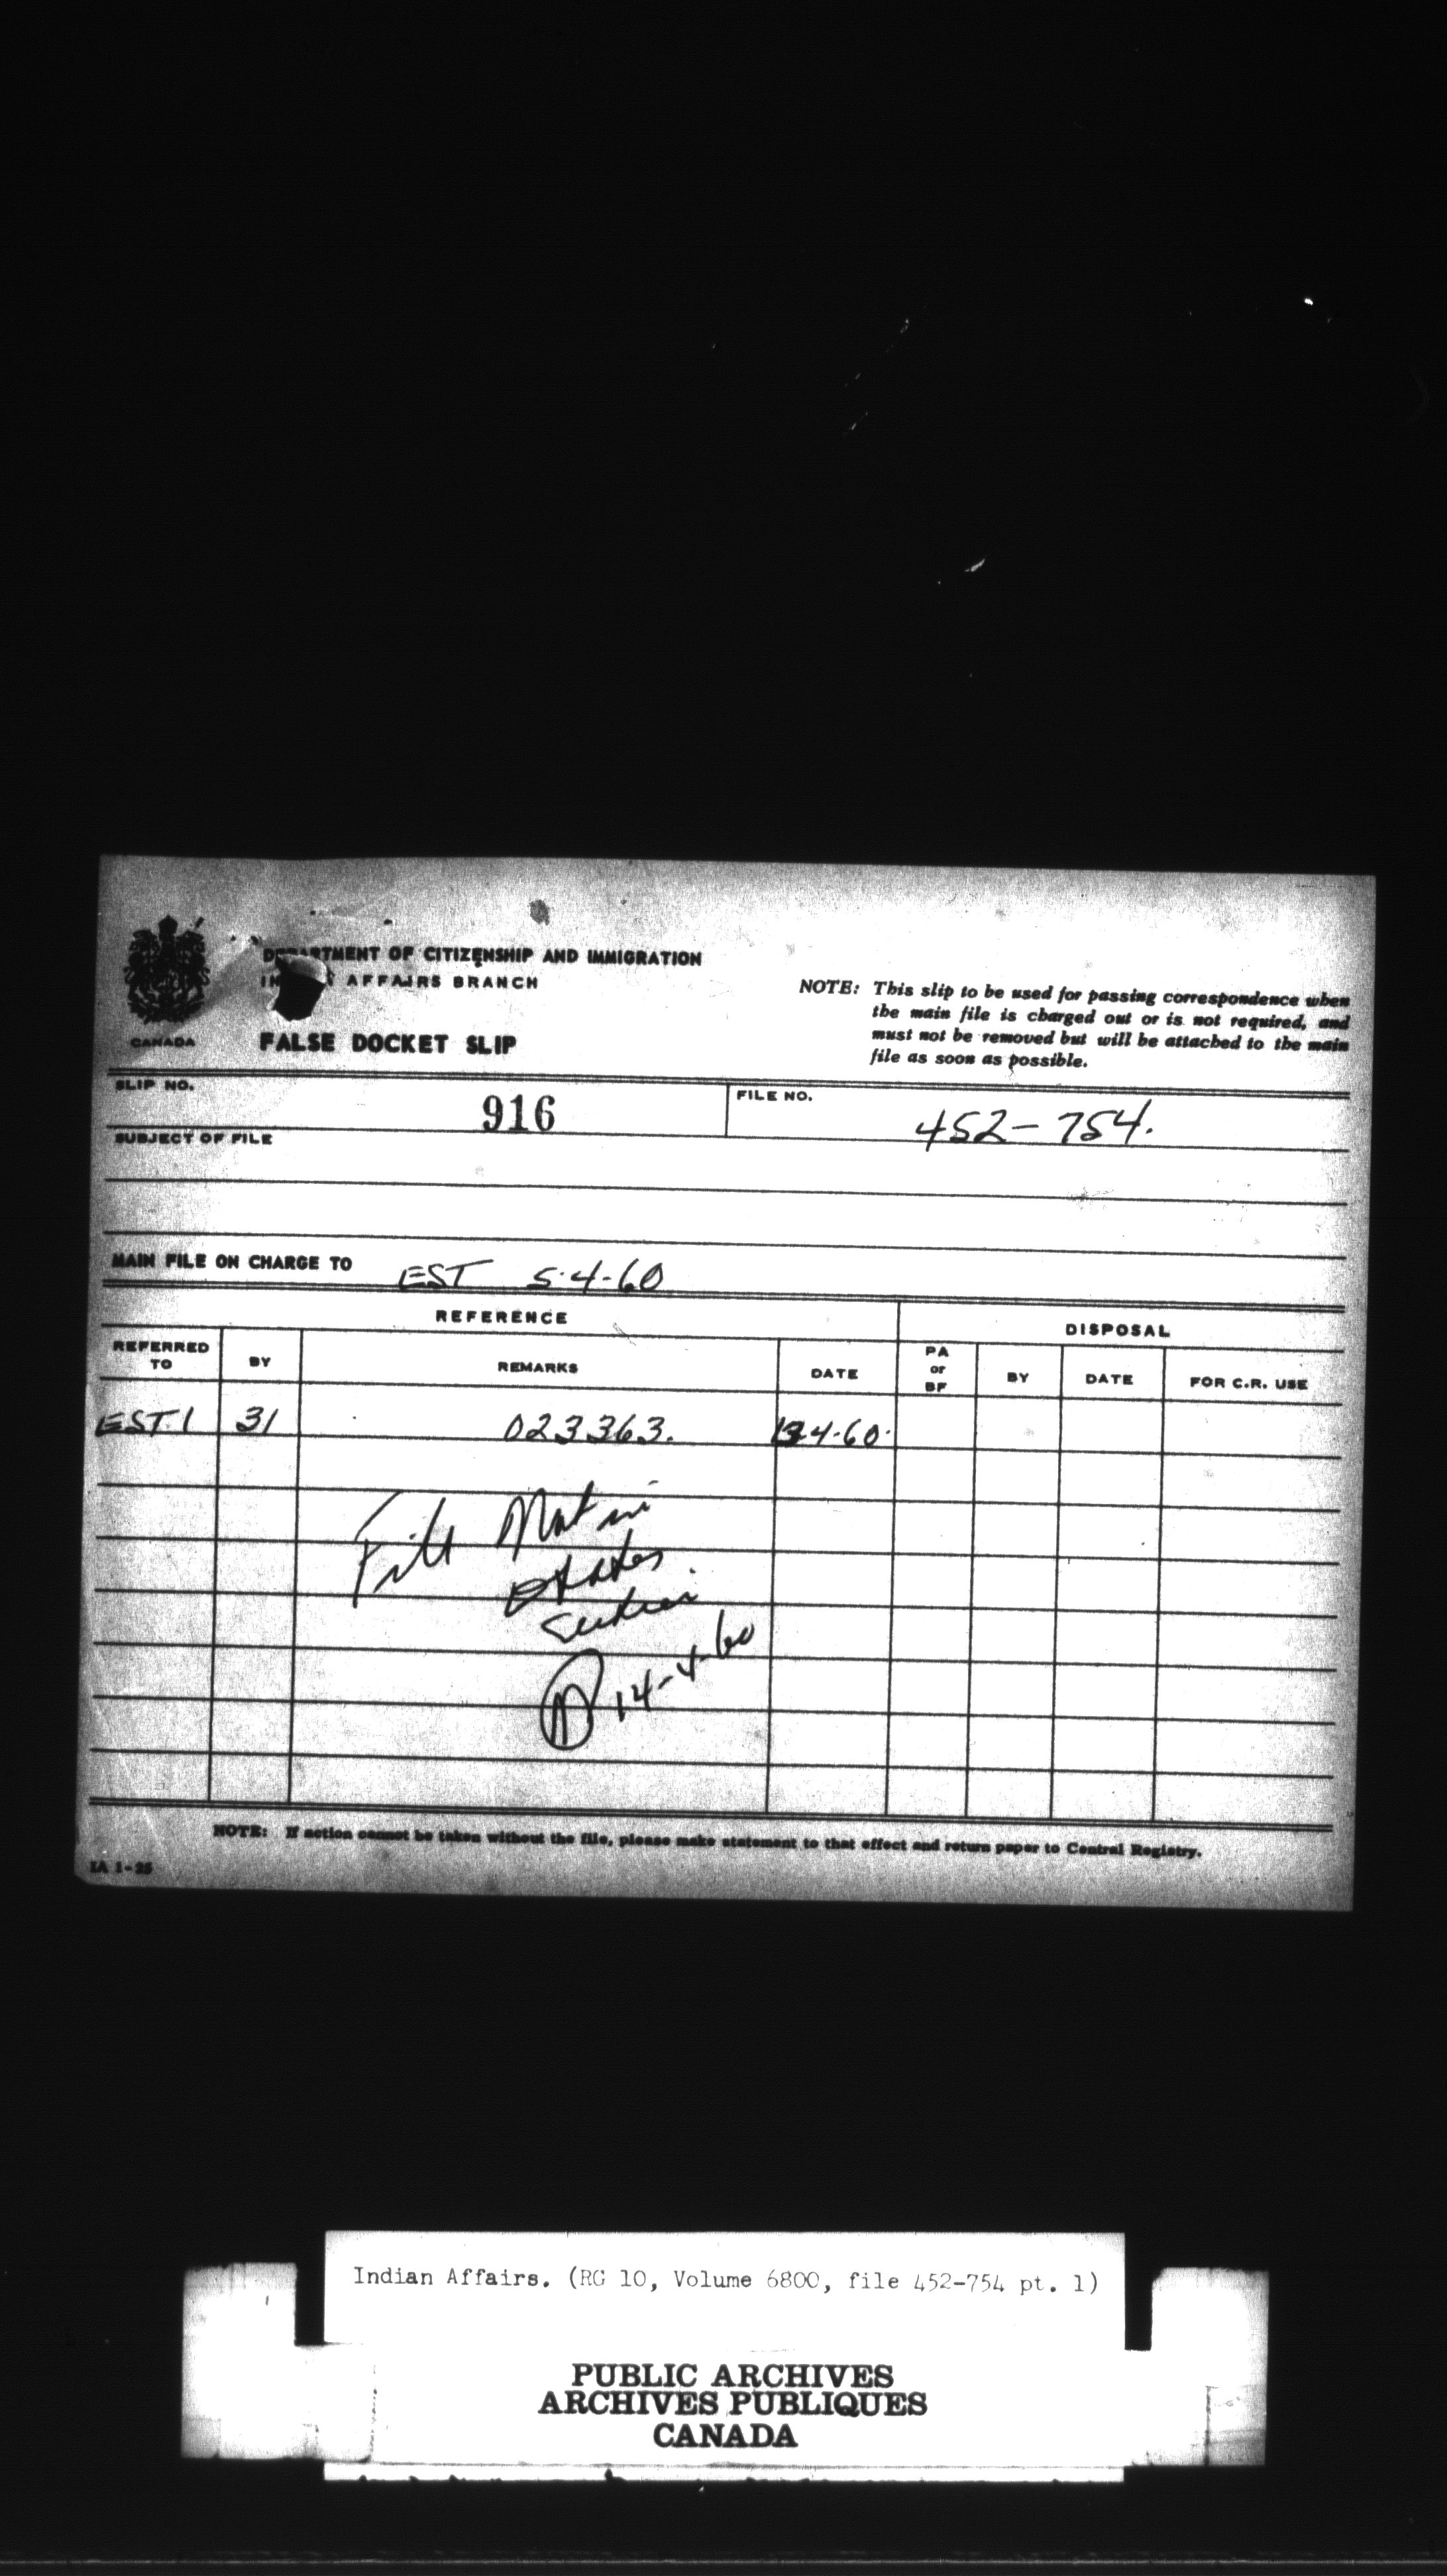 DEPARTMENT OF CITIZENSHIP AND IMMIGRATION
AFFAIRS BRANCH
CANADA
FALSE DOCKET SLIP
NOTE: This slip to be used for passing correspondence when
the main file is charged out or is not required, and
must not be removed but will be attached to the main
file as soon as possible.
SLIP NO.
916
FILE NO.
452-754.
SUBJECT OF FILE
MAIN FILE ON CHARGE TO EST 5-4-60
REFERENCE
DISPOSAL
REFERRED TO
BY
REMARKS
DATE
PA or BF
BY
DATE
FOR C.R. USE
EST. 1 31 023363. 4-60.
14-4-60
NOTE: If action cannot be taken without the file, please make statement to that effect and return paper to Central Registry.
IA 1-25
Indian Affairs. (RG 10, Volume 6800, file 452-754 pt. 1)
PUBLIC ARCHIVES
ARCHIVES PUBLIQUES
CANADA